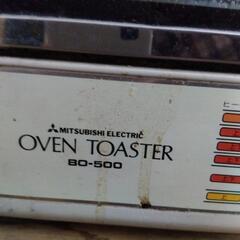 MITSUBISHI ELECTRIC
OVEN TOASTER
BO-500